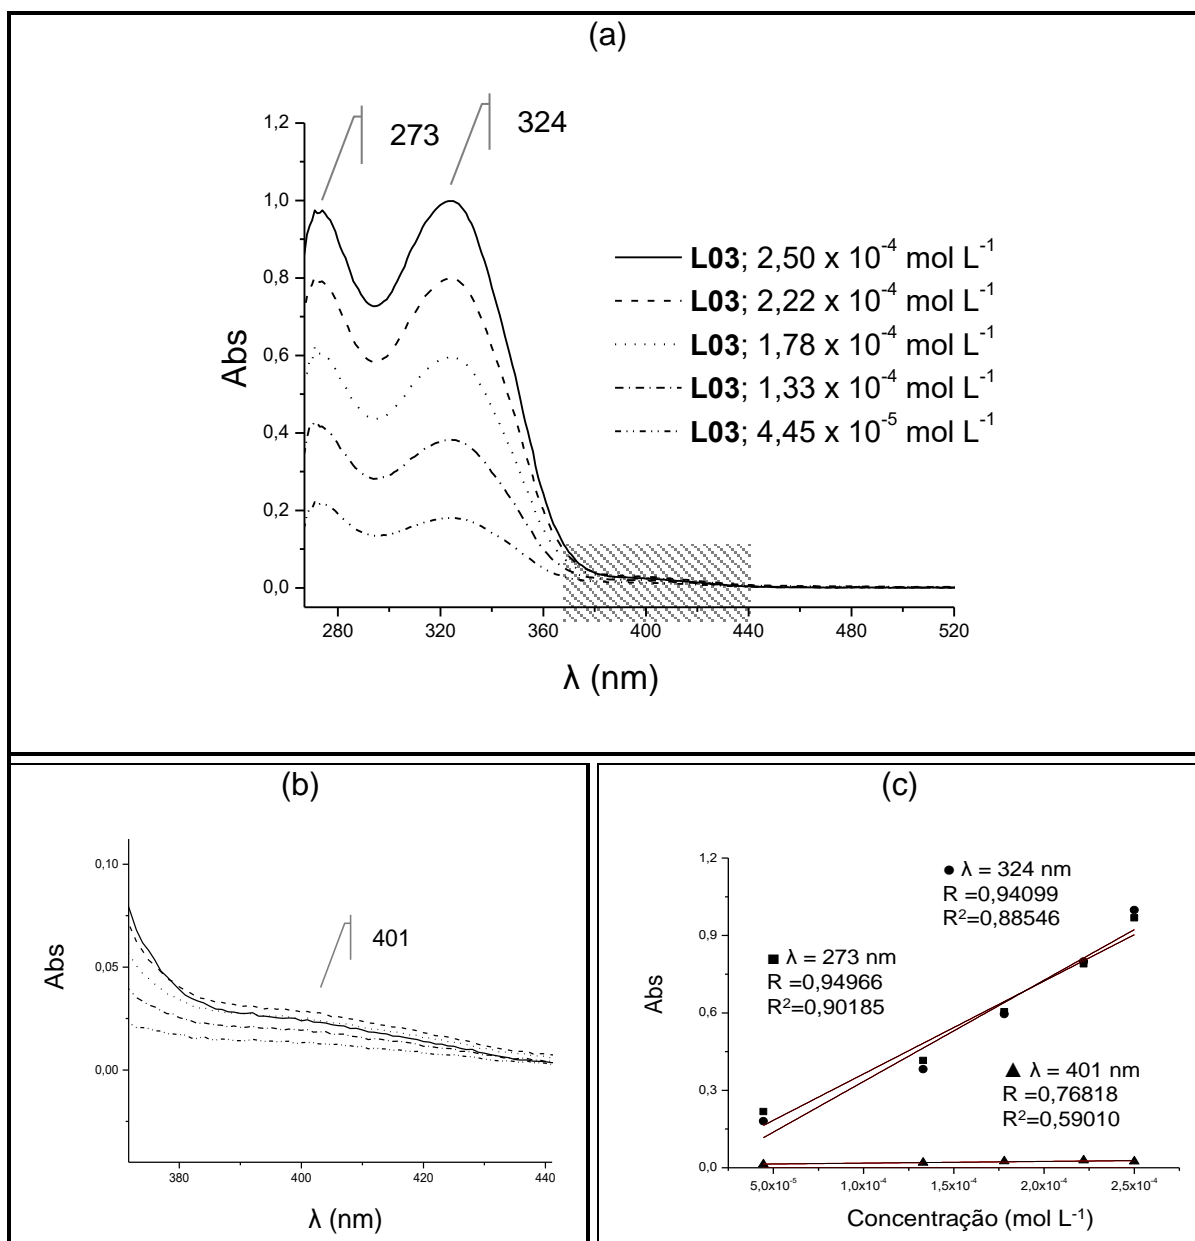 (a)
273
324
1,2
1,0
0,8
0,6
0,4
0,2
0,0
Abs
L03; 2,50 x 10⁻⁴ mol L⁻¹
L03; 2,22 x 10⁻⁴ mol L⁻¹
L03; 1,78 x 10⁻⁴ mol L⁻¹
L03; 1,33 x 10⁻⁴ mol L⁻¹
L03; 4,45 x 10⁻⁵ mol L⁻¹
280 320 360 400 440 480 520
λ (nm)
(b)
0,10
0,05
0,00
Abs
401
380 400 420 440
λ (nm)
(c)
1,2
0,9
0,6
0,3
0,0
Abs
● λ = 324 nm
R =0,94099
R²=0,88546
■ λ = 273 nm
R =0,94966
R²=0,90185
▲ λ = 401 nm
R =0,76818
R²=0,59010
5,0x10⁻⁵ 1,0x10⁻⁴ 1,5x10⁻⁴ 2,0x10⁻⁴ 2,5x10⁻⁴
Concentração (mol L⁻¹)